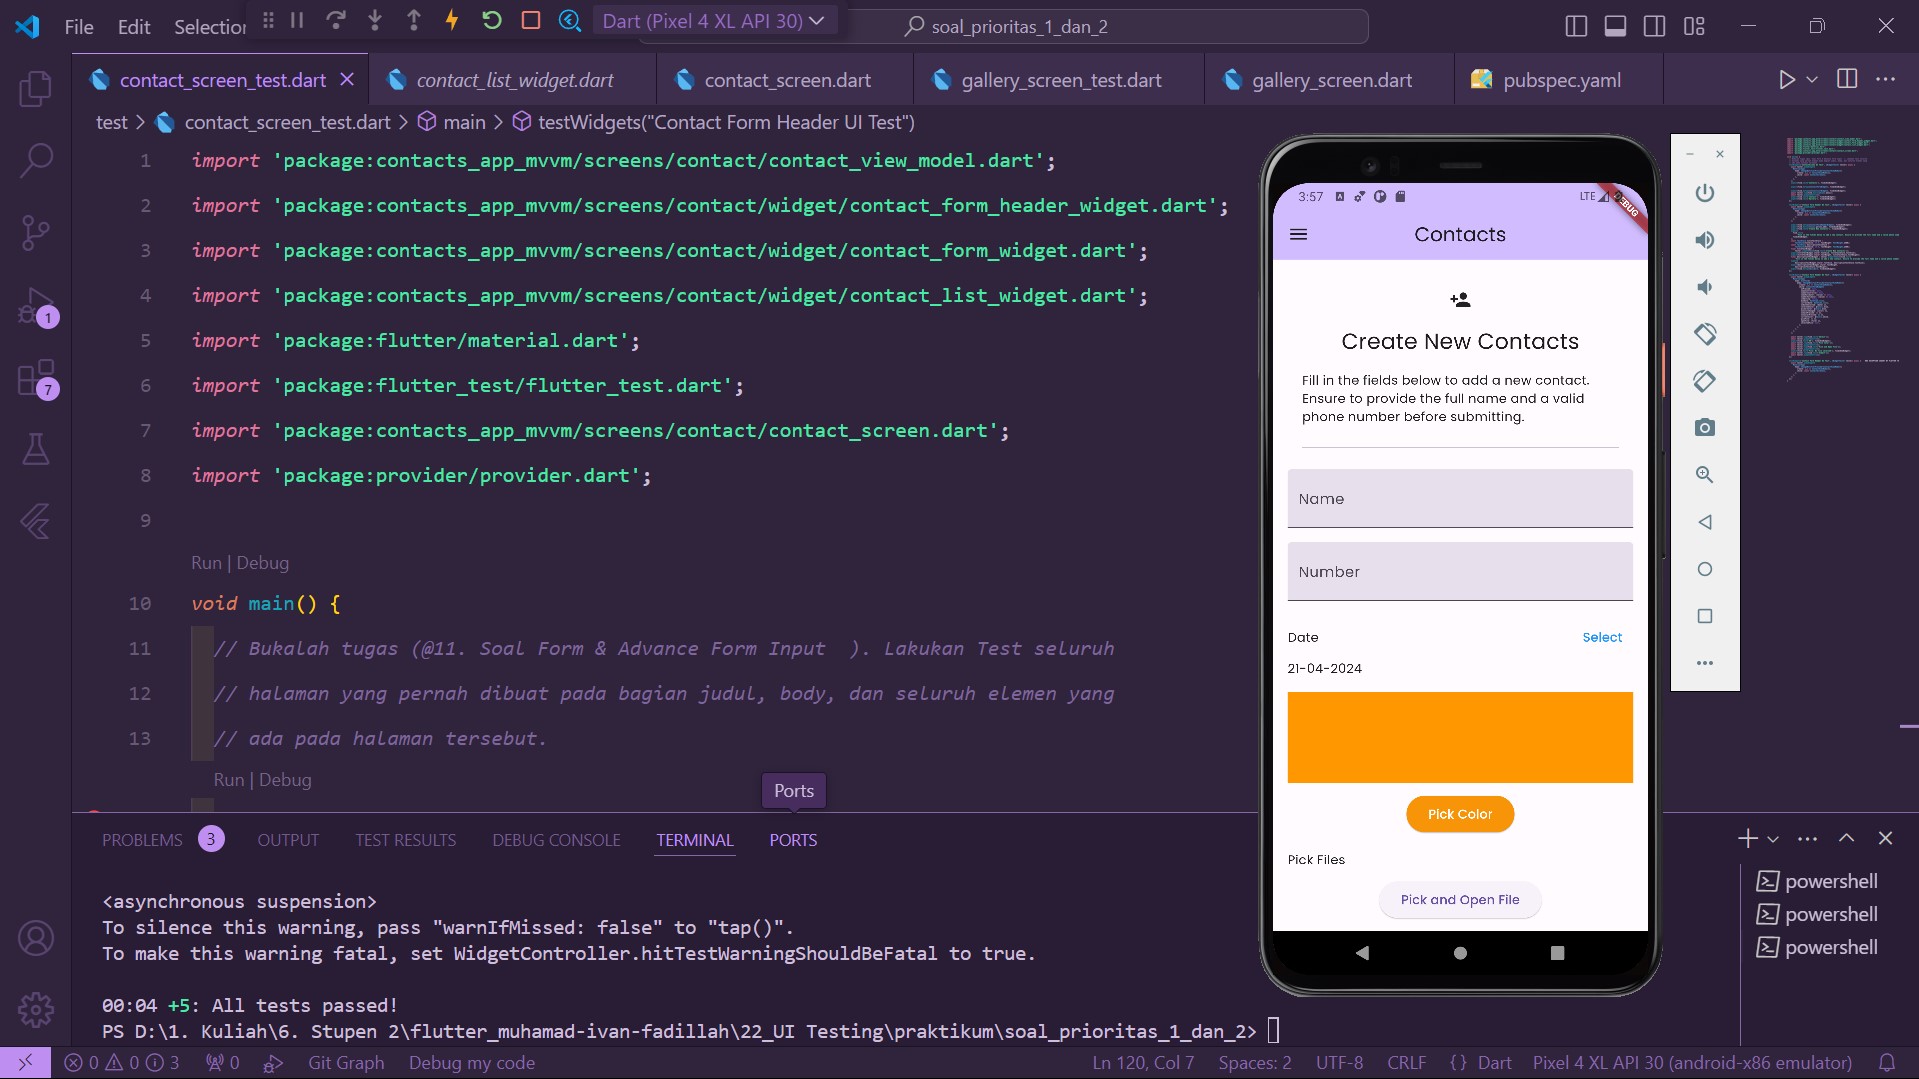 File Edit Selection
Dart (Pixel 4 XL API 30)
soal_prioritas_1_dan_2
contact_screen_test.dart
contact_list_widget.dart
contact_screen.dart
gallery_screen_test.dart
gallery_screen.dart
pubspec.yaml
test > contact_screen_test.dart > main > testWidgets("Contact Form Header UI Test")
1 import 'package:contacts_app_mvvm/screens/contact/contact_view_model.dart';
2 import 'package:contacts_app_mvvm/screens/contact/widget/contact_form_header_widget.dart';
3 import 'package:contacts_app_mvvm/screens/contact/widget/contact_form_widget.dart';
4 import 'package:contacts_app_mvvm/screens/contact/widget/contact_list_widget.dart';
5 import 'package:flutter/material.dart';
6 import 'package:flutter_test/flutter_test.dart';
7 import 'package:contacts_app_mvvm/screens/contact/contact_screen.dart';
8 import 'package:provider/provider.dart';
9
Run | Debug
10 void main() {
11 // Bukalah tugas (@11. Soal Form & Advance Form Input  ). Lakukan Test seluruh
12 // halaman yang pernah dibuat pada bagian judul, body, dan seluruh elemen yang
13 // ada pada halaman tersebut.
Run | Debug
Ports
1
7
3:57
LTE
DEBUG
Contacts
Create New Contacts
Fill in the fields below to add a new contact.
Ensure to provide the full name and a valid
phone number before submitting.
Name
Number
Date
Select
21-04-2024
Pick Color
Pick Files
Pick and Open File
PROBLEMS 3 OUTPUT TEST RESULTS DEBUG CONSOLE TERMINAL PORTS
<asynchronous suspension>
To silence this warning, pass "warnIfMissed: false" to "tap()".
To make this warning fatal, set WidgetController.hitTestWarningShouldBeFatal to true.
00:04 +5: All tests passed!
PS D:\1. Kuliah\6. Stupen 2\flutter_muhamad-ivan-fadillah\22_UI Testing\praktikum\soal_prioritas_1_dan_2>
powershell
powershell
powershell
0 0 3 0 Git Graph Debug my code
Ln 120, Col 7 Spaces: 2 UTF-8 CRLF {} Dart Pixel 4 XL API 30 (android-x86 emulator)